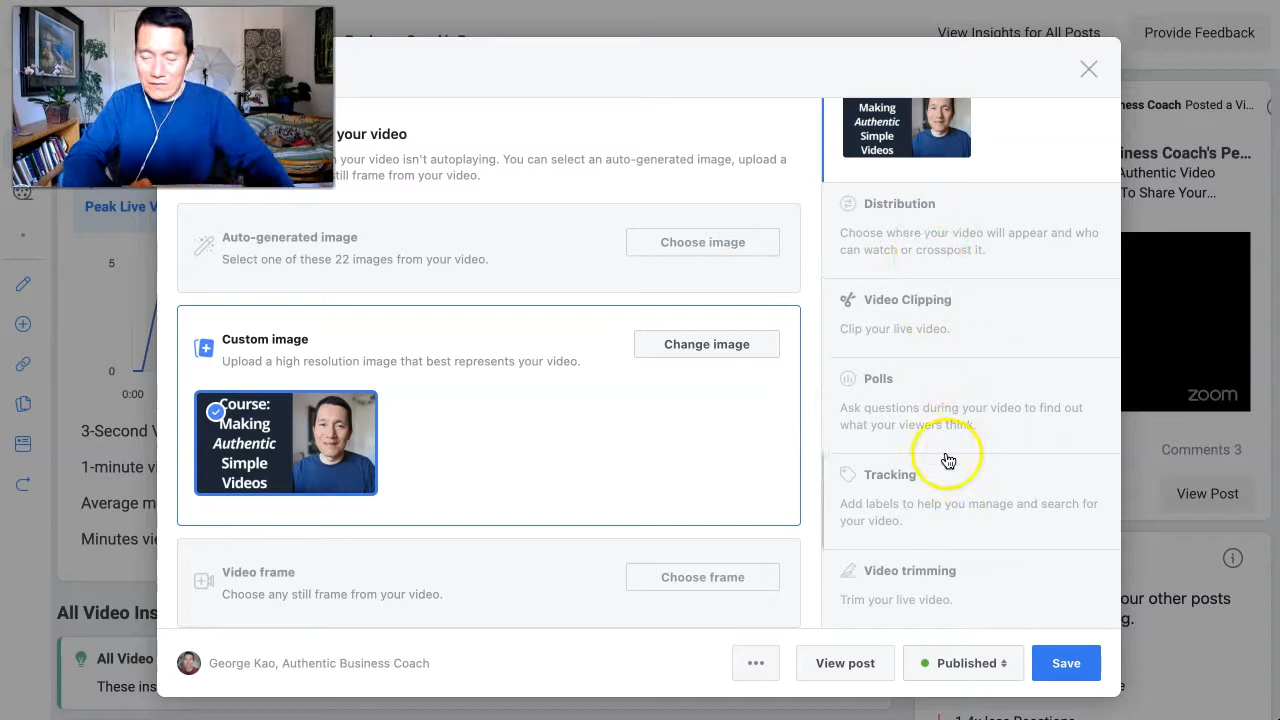 View Insights for All Posts
Provide Feedback
ness Coach Posted a Vi...
your video
your video isn't autoplaying. You can select an auto-generated image, upload a
till frame from your video.
Making
Authentic
Simple
Videos
siness Coach's Pe...
Authentic Video
To Share Your...
Peak Live V
Auto-generated image
Select one of these 22 images from your video.
Choose image
Distribution
Choose where your video will appear and who
can watch or crosspost it.
5
0
0:00
Custom image
Upload a high resolution image that best represents your video.
Change image
Course:
Making
Authentic
Simple
Videos
Video Clipping
Clip your live video.
Polls
Ask questions during your video to find out
what your viewers think.
zoom
3-Second V
1-minute v
Average m
Minutes vi
Comments 3
View Post
Tracking
Add labels to help you manage and search for
your video.
Video frame
Choose any still frame from your video.
Choose frame
Video trimming
Trim your live video.
our other posts
g.
All Video Ins
All Video
These ins
George Kao, Authentic Business Coach
•••
View post
Published
Save
e
1.4x less Reactions